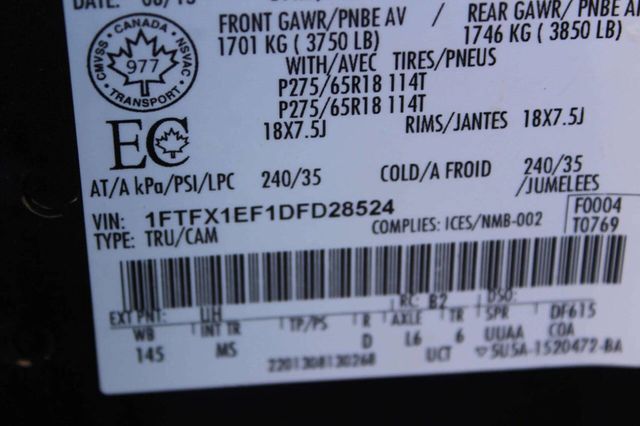 FRONT GAWR/PNBE AV / REAR GAWR/ PNBE
1701 KG ( 3750 LB) 1746 KG ( 3850 LB)
WITH/AVEC TIRES/PNEUS
P275/65R18 114T
P275/65R18 114T
18X7.5J RIMS/JANTES 18X7.5J
CANADA
CMVSS NSVAC
977
TRANSPORT
EC
AT/A kPa/PSI/LPC 240/35 COLD/A FROID 240/35
/JUMELEES
VIN: 1FTFX1EF1DFD28524
TYPE: TRU/CAM COMPLIES: ICES/NMB-002
F0004
T0769
EXT PNT: UH RC: B2 DSO:
WB INT TR TP/PS R AXLE TR SPR DF615
145 MS D L6 6 UUAA COA
2201308130268 UCT 5U5A-1520472-BA